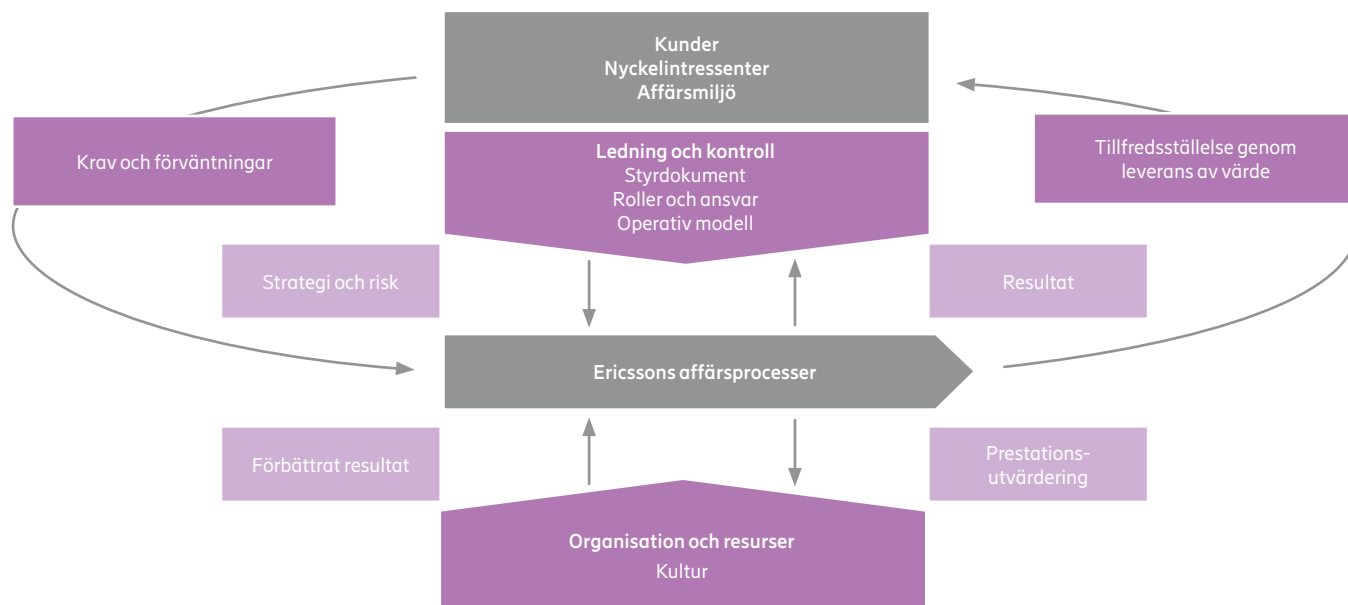 Kunder
Nyckelintressenter
Affärsmiljö
Krav och förväntningar
Ledning och kontroll
Styrdokument
Roller och ansvar
Operativ modell
Tillfredsställelse genom
leverans av värde
Strategi och risk
Resultat
Ericssons affärsprocesser
Förbättrat resultat
Prestations-
utvärdering
Organisation och resurser
Kultur